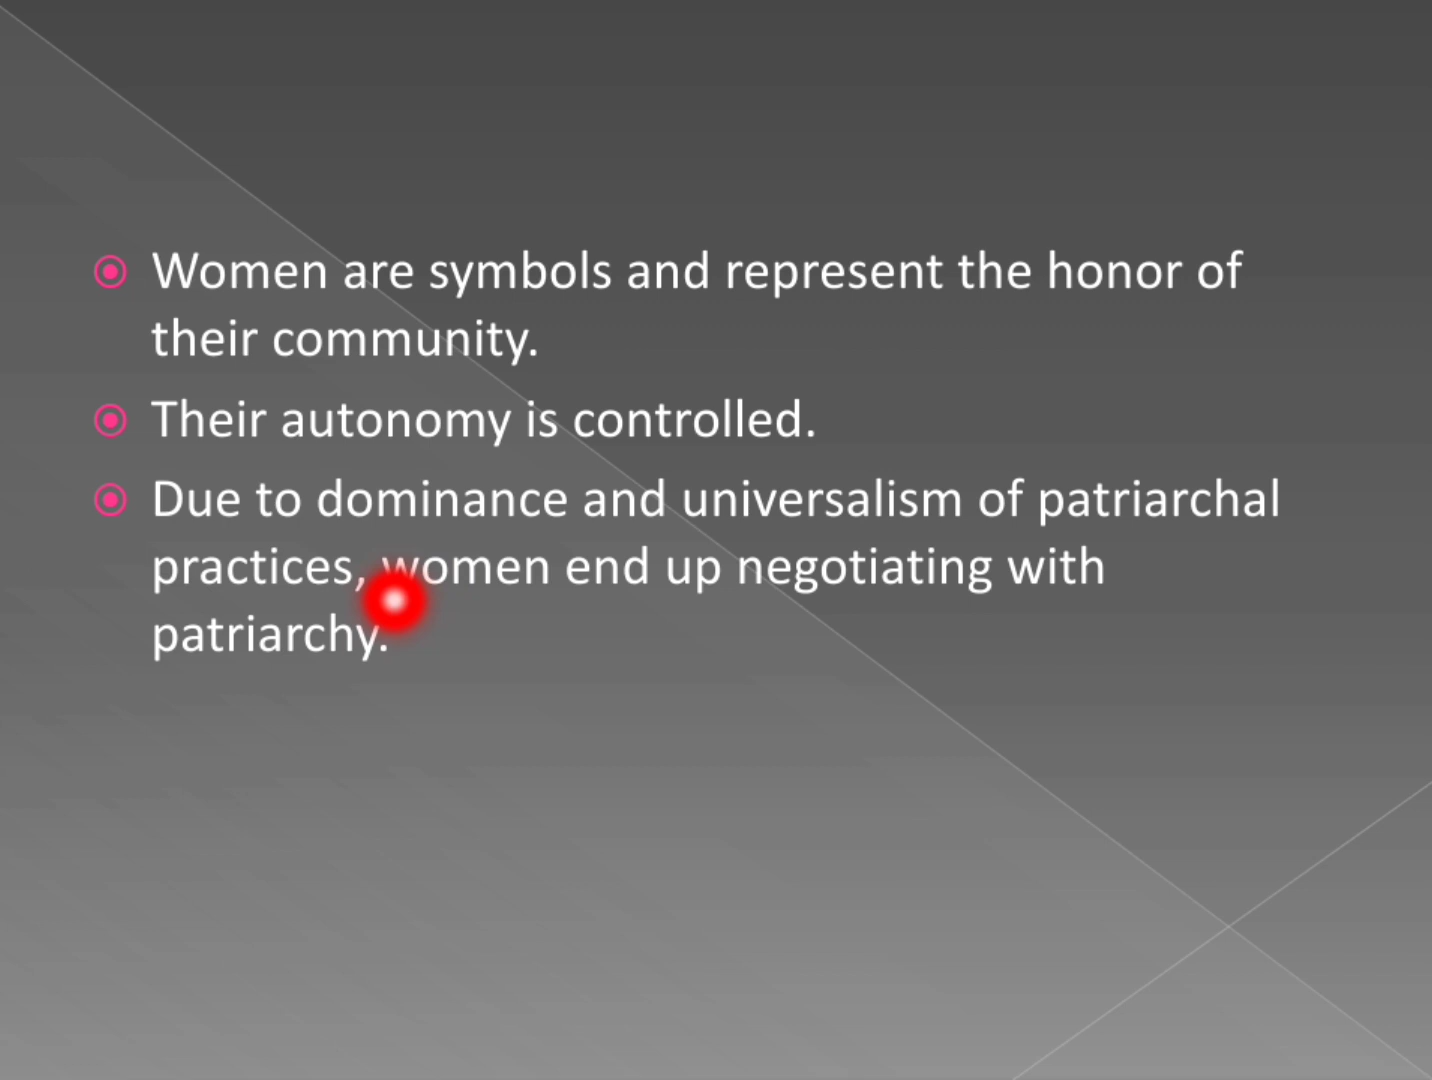 Women are symbols and represent the honor of
their community.
Their autonomy is controlled.
Due to dominance and universalism of patriarchal
practices, women end up negotiating with
patriarchy.